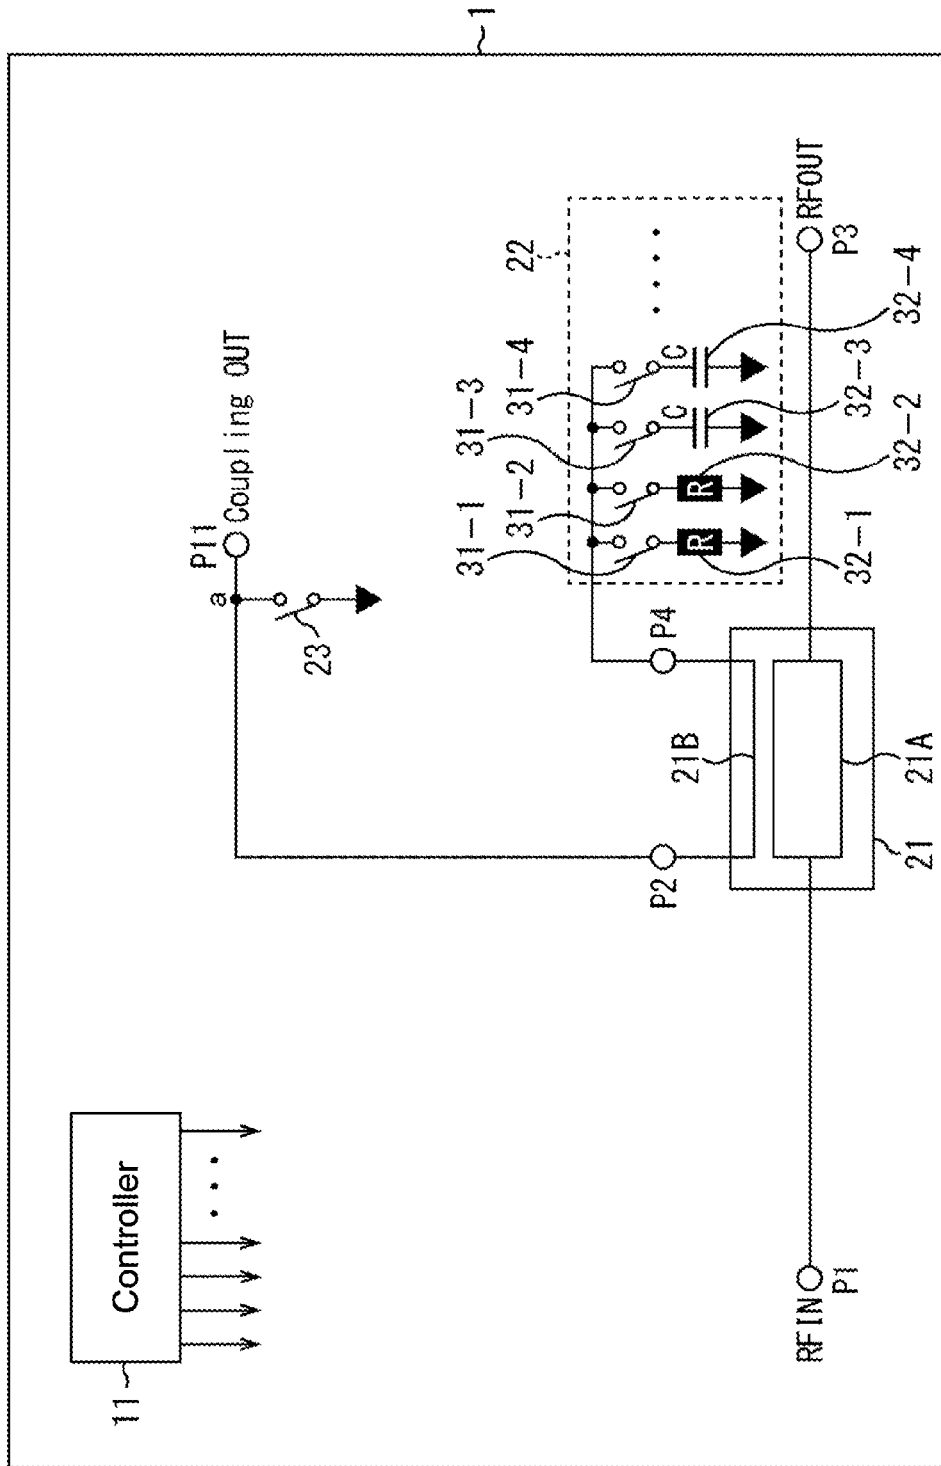 1
11
Controller
P11
Coupling OUT
a
23
22
31-1
31-2
31-3
31-4
R
R
C
C
32-1
32-2
32-3
32-4
P2
P4
21B
21A
21
RFIN
P1
RFOUT
P3